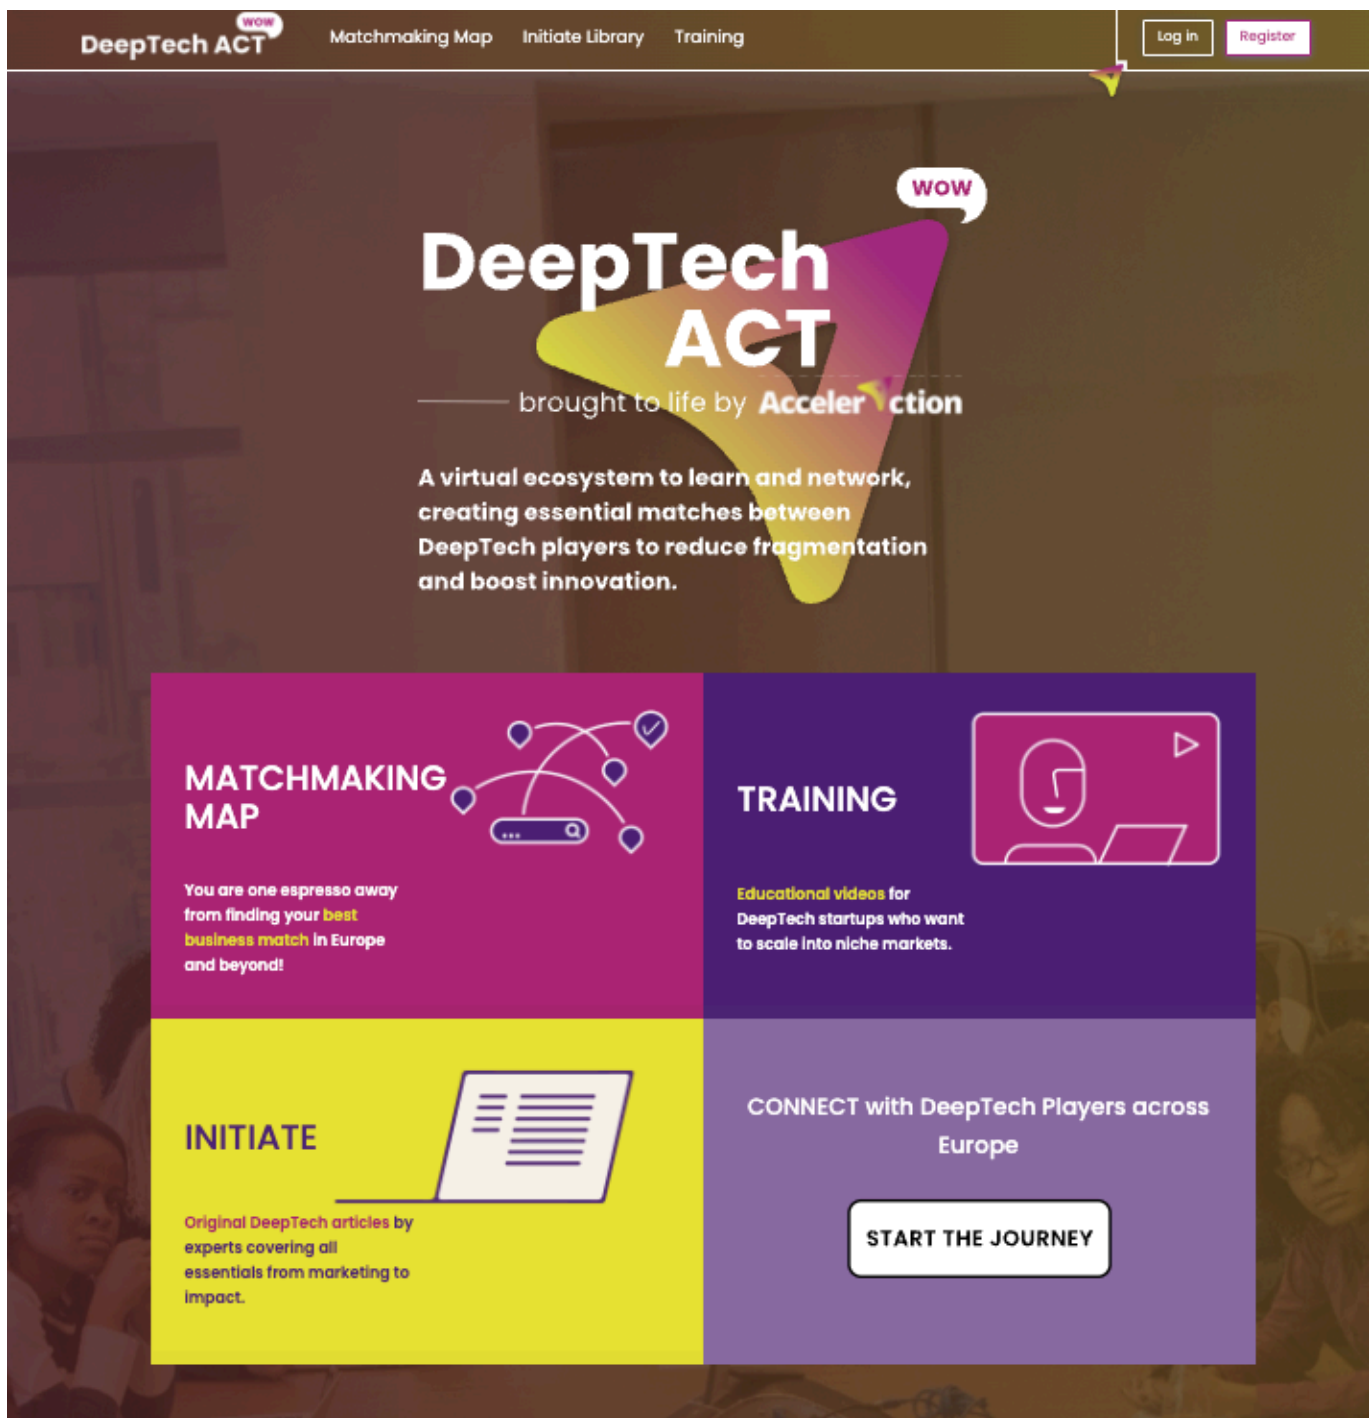 wow
DeepTech ACT
Matchmaking Map
Initiate Library
Training
Log in
Register
wow
DeepTech
ACT
brought to life by Acceler ction
A virtual ecosystem to learn and network,
creating essential matches between
DeepTech players to reduce fragmentation
and boost innovation.
MATCHMAKING
MAP
You are one espresso away
from finding your best
business match in Europe
and beyond!
TRAINING
Educational videos for
DeepTech startups who want
to scale into niche markets.
INITIATE
Original DeepTech articles by
experts covering all
essentials from marketing to
impact.
CONNECT with DeepTech Players across
Europe
START THE JOURNEY